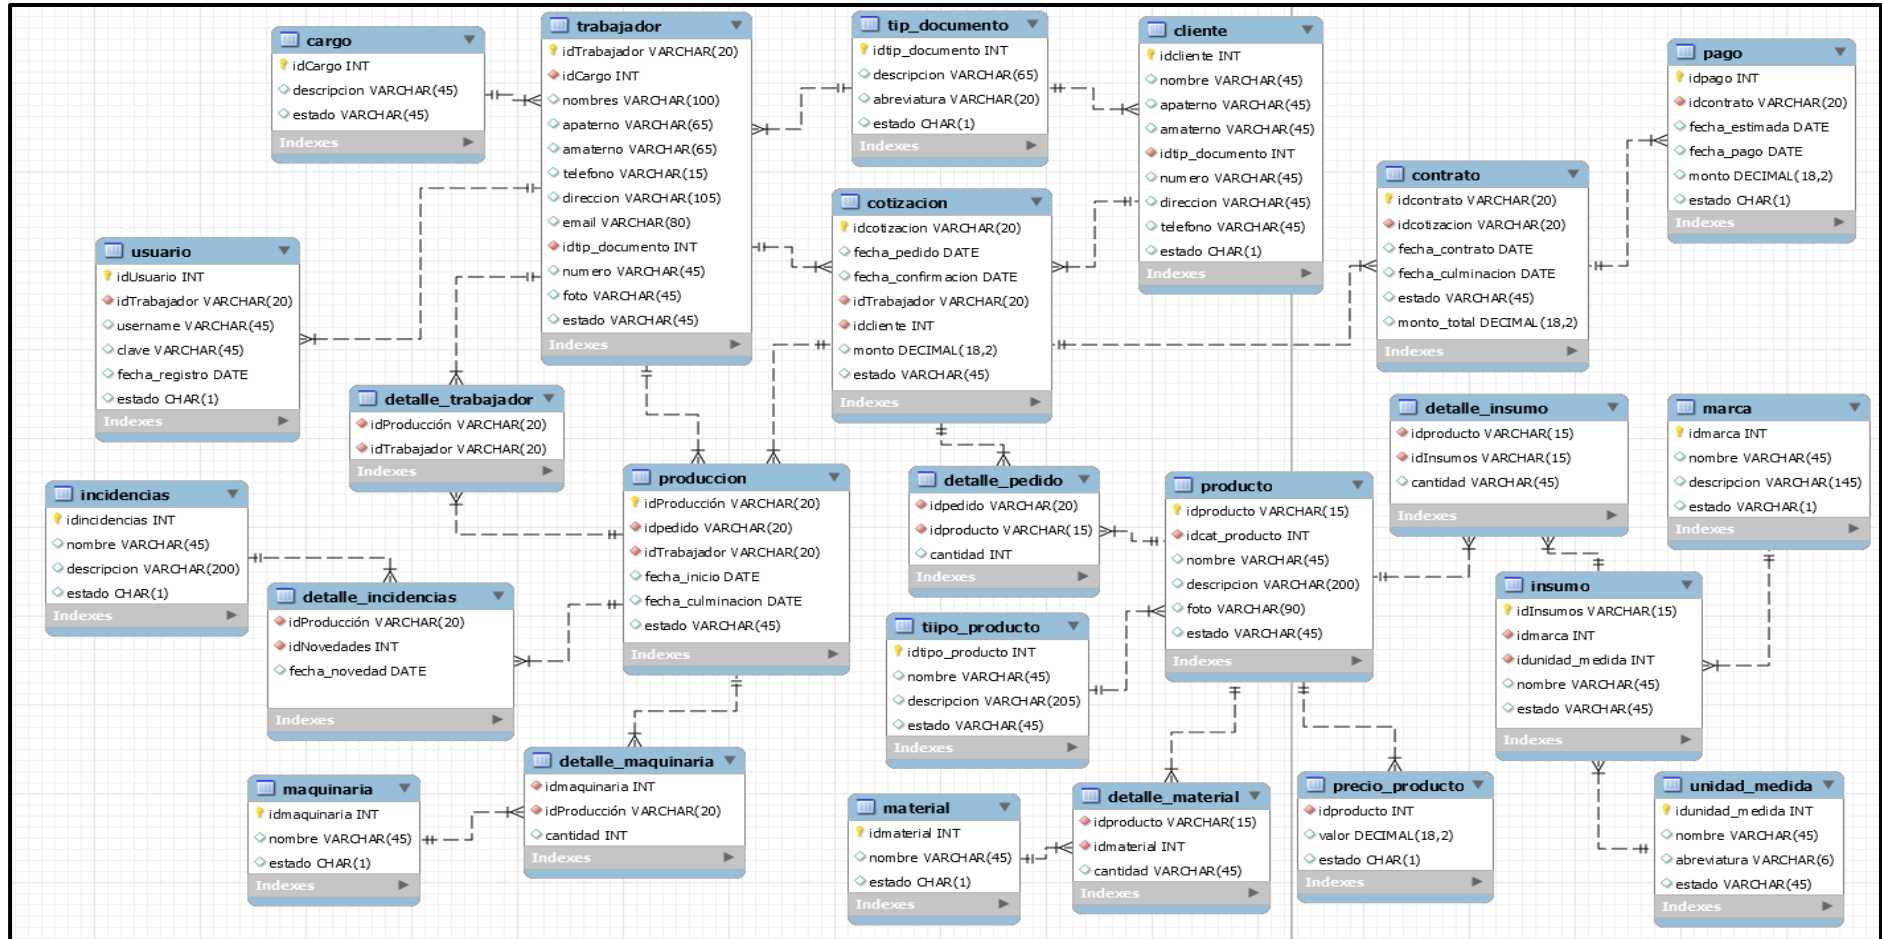 cargo
idCargo INT
descripcion VARCHAR(45)
estado VARCHAR(45)
Indexes
trabajador
idTrabajador VARCHAR(20)
idCargo INT
nombres VARCHAR(100)
apaterno VARCHAR(65)
amaterno VARCHAR(65)
telefono VARCHAR(15)
direccion VARCHAR(105)
email VARCHAR(80)
idtip_documento INT
numero VARCHAR(45)
foto VARCHAR(45)
estado VARCHAR(45)
Indexes
tip_documento
idtip_documento INT
descripcion VARCHAR(65)
abreviatura VARCHAR(20)
estado CHAR(1)
Indexes
cliente
idcliente INT
nombre VARCHAR(45)
apaterno VARCHAR(45)
amaterno VARCHAR(45)
idtip_documento INT
numero VARCHAR(45)
direccion VARCHAR(45)
telefono VARCHAR(45)
estado CHAR(1)
Indexes
pago
idpago INT
idcontrato VARCHAR(20)
fecha_estimada DATE
fecha_pago DATE
monto DECIMAL(18,2)
estado CHAR(1)
Indexes
contrato
idcontrato VARCHAR(20)
idcotizacion VARCHAR(20)
fecha_contrato DATE
fecha_culminacion DATE
estado VARCHAR(45)
monto_total DECIMAL(18,2)
Indexes
cotizacion
idcotizacion VARCHAR(20)
fecha_pedido DATE
fecha_confirmacion DATE
idTrabajador VARCHAR(20)
idcliente INT
monto DECIMAL(18,2)
estado VARCHAR(45)
Indexes
usuario
idUsuario INT
idTrabajador VARCHAR(20)
username VARCHAR(45)
clave VARCHAR(45)
fecha_registro DATE
estado CHAR(1)
Indexes
detalle_trabajador
idProducción VARCHAR(20)
idTrabajador VARCHAR(20)
Indexes
detalle_insumo
idproducto VARCHAR(15)
idInsumos VARCHAR(15)
cantidad VARCHAR(45)
Indexes
marca
idmarca INT
nombre VARCHAR(45)
descripcion VARCHAR(145)
estado VARCHAR(1)
Indexes
incidencias
idincidencias INT
nombre VARCHAR(45)
descripcion VARCHAR(200)
estado CHAR(1)
Indexes
produccion
idProducción VARCHAR(20)
idpedido VARCHAR(20)
idTrabajador VARCHAR(20)
fecha_inicio DATE
fecha_culminacion DATE
estado VARCHAR(45)
Indexes
detalle_pedido
idpedido VARCHAR(20)
idproducto VARCHAR(15)
cantidad INT
Indexes
producto
idproducto VARCHAR(15)
idcat_producto INT
nombre VARCHAR(45)
descripcion VARCHAR(200)
foto VARCHAR(90)
estado VARCHAR(45)
Indexes
detalle_incidencias
idProducción VARCHAR(20)
idNovedades INT
fecha_novedad DATE
Indexes
tiipo_producto
idtipo_producto INT
nombre VARCHAR(45)
descripcion VARCHAR(205)
estado VARCHAR(45)
Indexes
insumo
idInsumos VARCHAR(15)
idmarca INT
idunidad_medida INT
nombre VARCHAR(45)
estado VARCHAR(45)
Indexes
maquinaria
idmaquinaria INT
nombre VARCHAR(45)
estado CHAR(1)
Indexes
detalle_maquinaria
idmaquinaria INT
idProducción VARCHAR(20)
cantidad INT
Indexes
material
idmaterial INT
nombre VARCHAR(45)
estado CHAR(1)
Indexes
detalle_material
idproducto VARCHAR(15)
idmaterial INT
cantidad VARCHAR(45)
Indexes
precio_producto
idproducto INT
valor DECIMAL(18,2)
estado CHAR(1)
Indexes
unidad_medida
idunidad_medida INT
nombre VARCHAR(45)
abreviatura VARCHAR(6)
estado VARCHAR(45)
Indexes